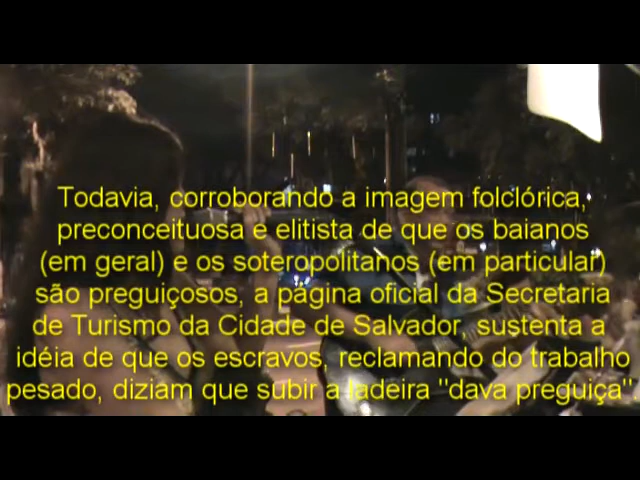 Todavia, corroborando a imagem folclórica,
preconceituosa e elitista de que os baianos
(em geral) e os soteropolitanos (em particular)
são preguiçosos, a página oficial da Secretaria
de Turismo da Cidade de Salvador, sustenta a
idéia de que os escravos, reclamando do trabalho
pesado, diziam que subir a ladeira "dava preguiça".